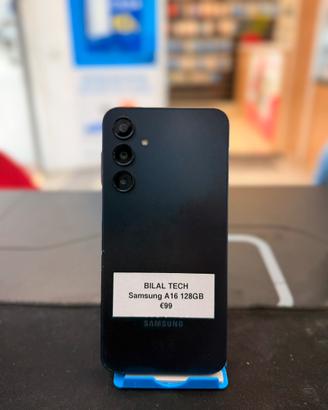 BILAL TECH
Samsung A16 128GB
€99
SAMSUNG